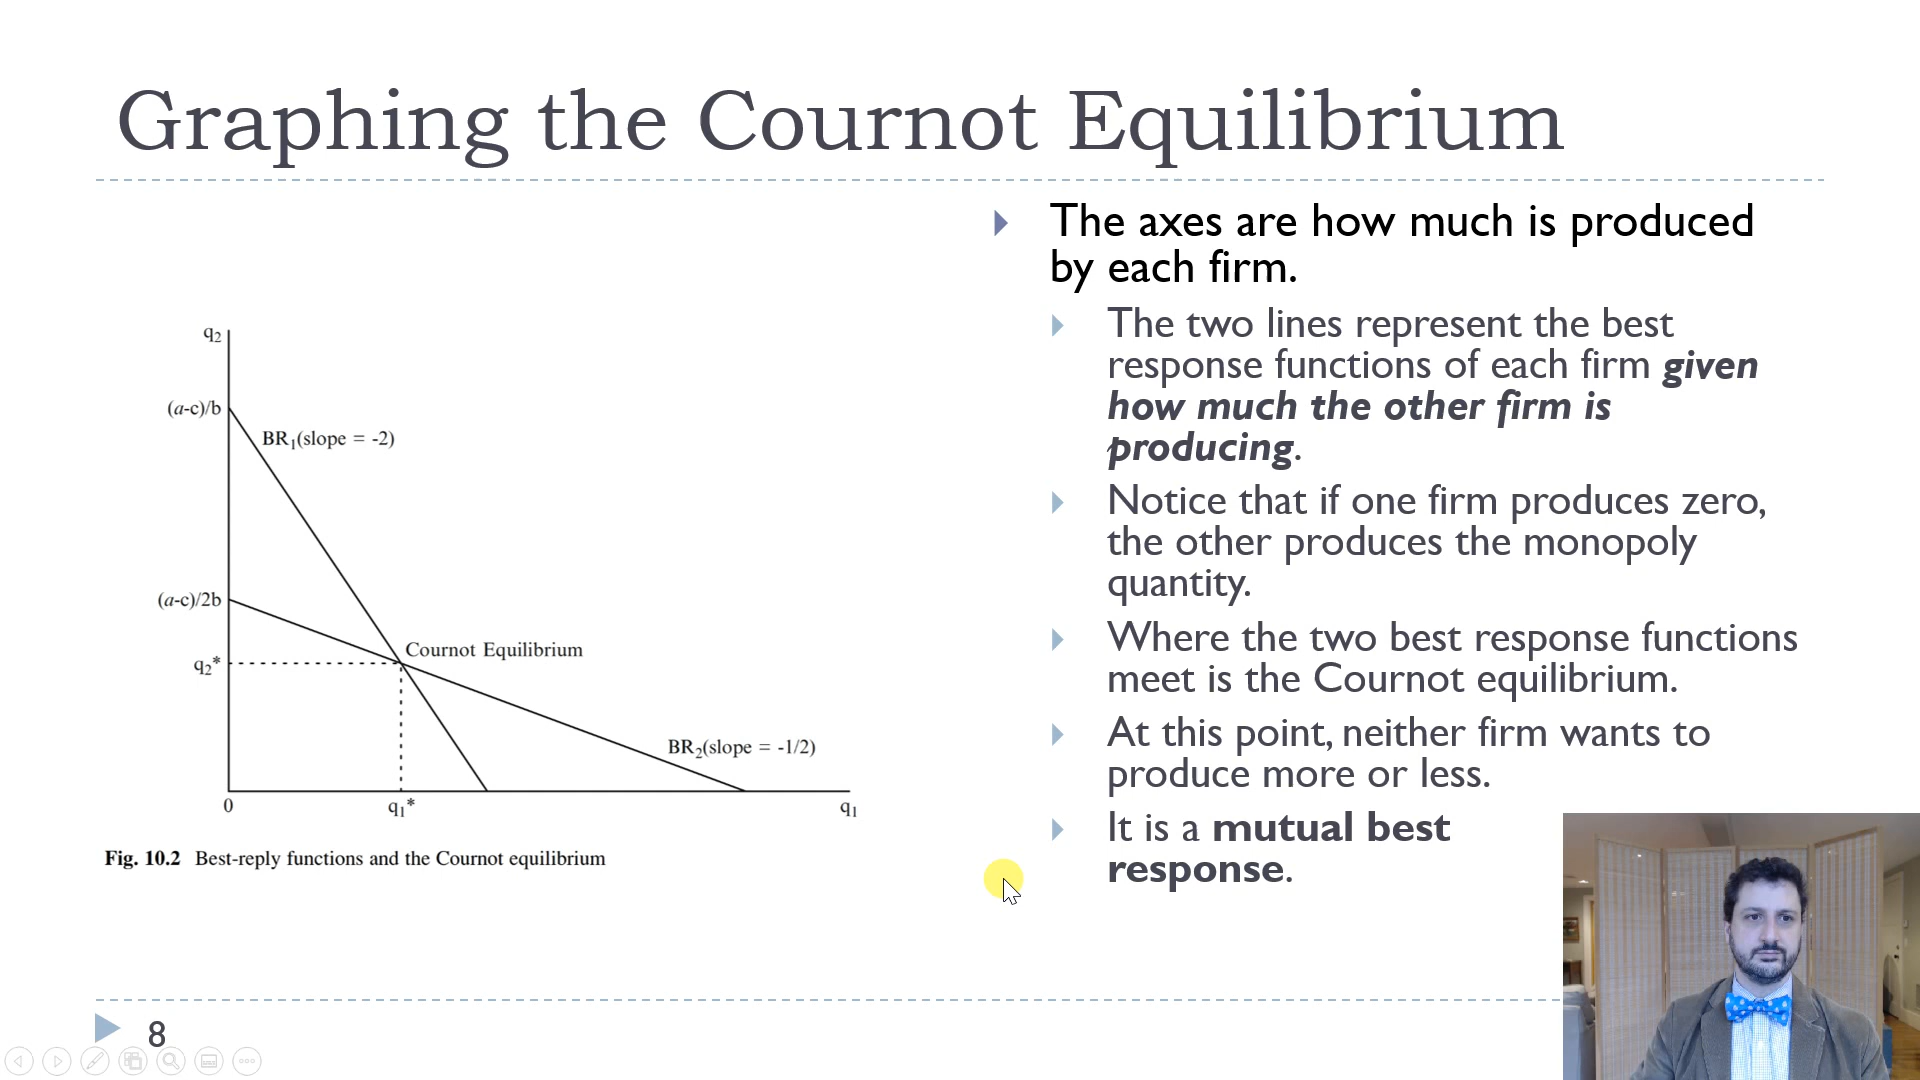 Graphing the Cournot Equilibrium
The axes are how much is produced
by each firm.
The two lines represent the best
response functions of each firm given
how much the other firm is
producing.
Notice that if one firm produces zero,
the other produces the monopoly
quantity.
Where the two best response functions
meet is the Cournot equilibrium.
At this point, neither firm wants to
produce more or less.
It is a mutual best
response.
q2
(a-c)/b
BR1(slope = -2)
(a-c)/2b
Cournot Equilibrium
q2*
BR2(slope = -1/2)
0
q1*
q1
Fig. 10.2 Best-reply functions and the Cournot equilibrium
8